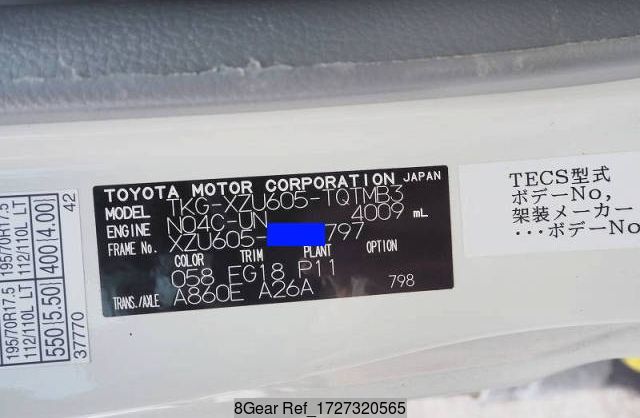 TOYOTA MOTOR CORPORATION JAPAN
MODEL TKG-XZU605-TQTMB3
ENGINE N04C-UN 4009 mL
FRAME No. XZU605- 797
COLOR TRIM PLANT OPTION
058 FG18 P11
TRANS./AXLE A860E A26A 798
TECS型式
ボデーNo,
架装メーカー
・・・ボデーNo
195/70R17.5 195/70R17.5
112/110L LT 112/110L LT
550(5.50) 400(4.00)
37770 42
8Gear Ref_1727320565